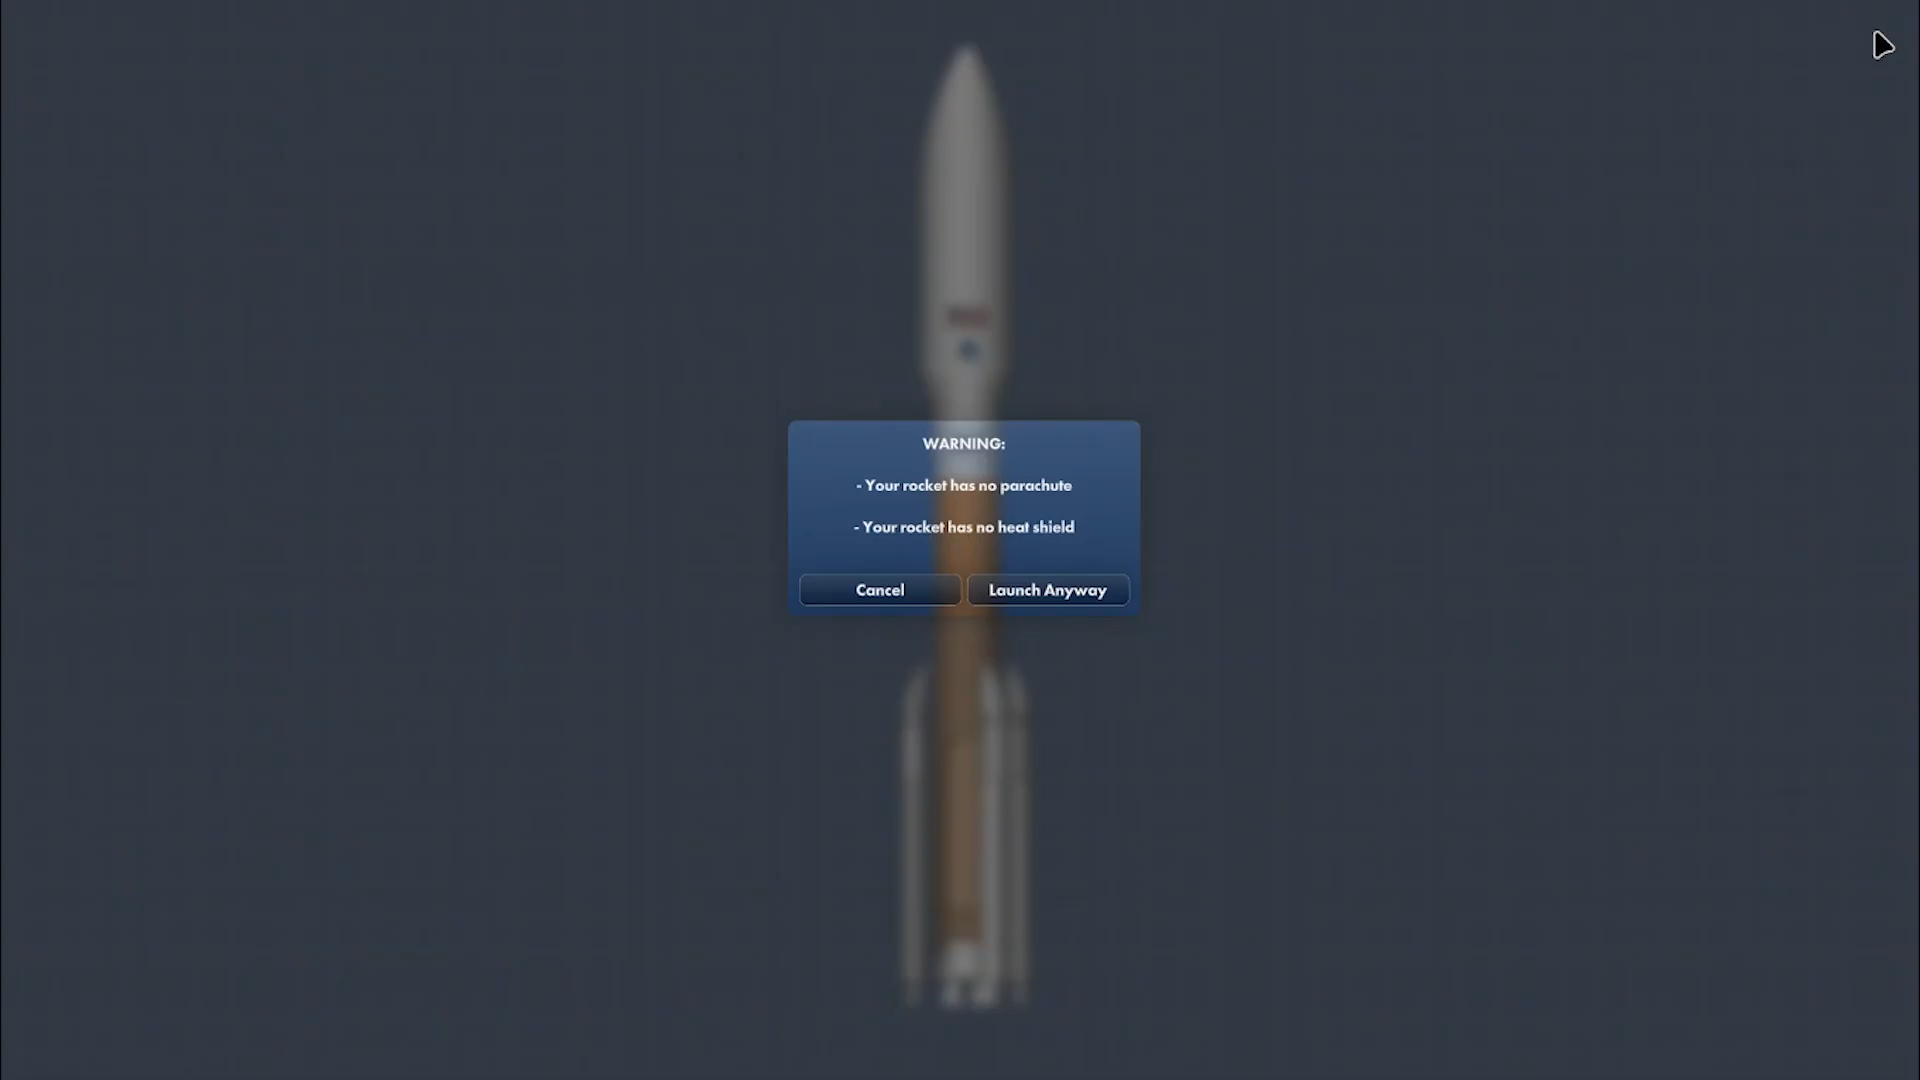 WARNING:
- Your rocket has no parachute
- Your rocket has no heat shield
Cancel
Launch Anyway